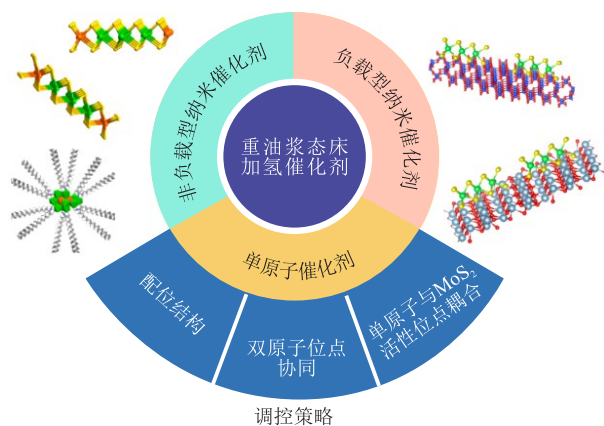 非负载型纳米催化剂
负载型纳米催化剂
重油浆态床
加氢催化剂
单原子催化剂
配位结构
双原子位点
协同
单原子与MoS₂
活性位点耦合
调控策略